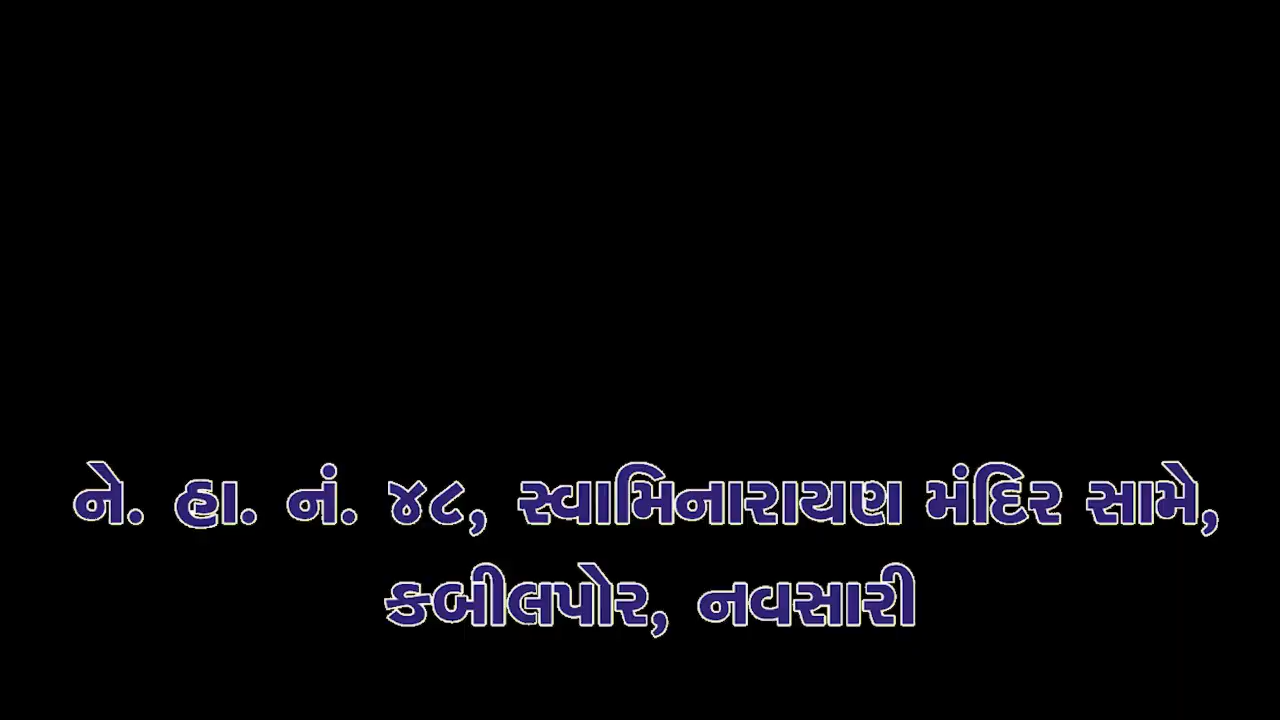 ને. હા. નં. ૪૮, સ્વામિનારાયણ મંદિર સામે,
કબીલપોર, નવસારી